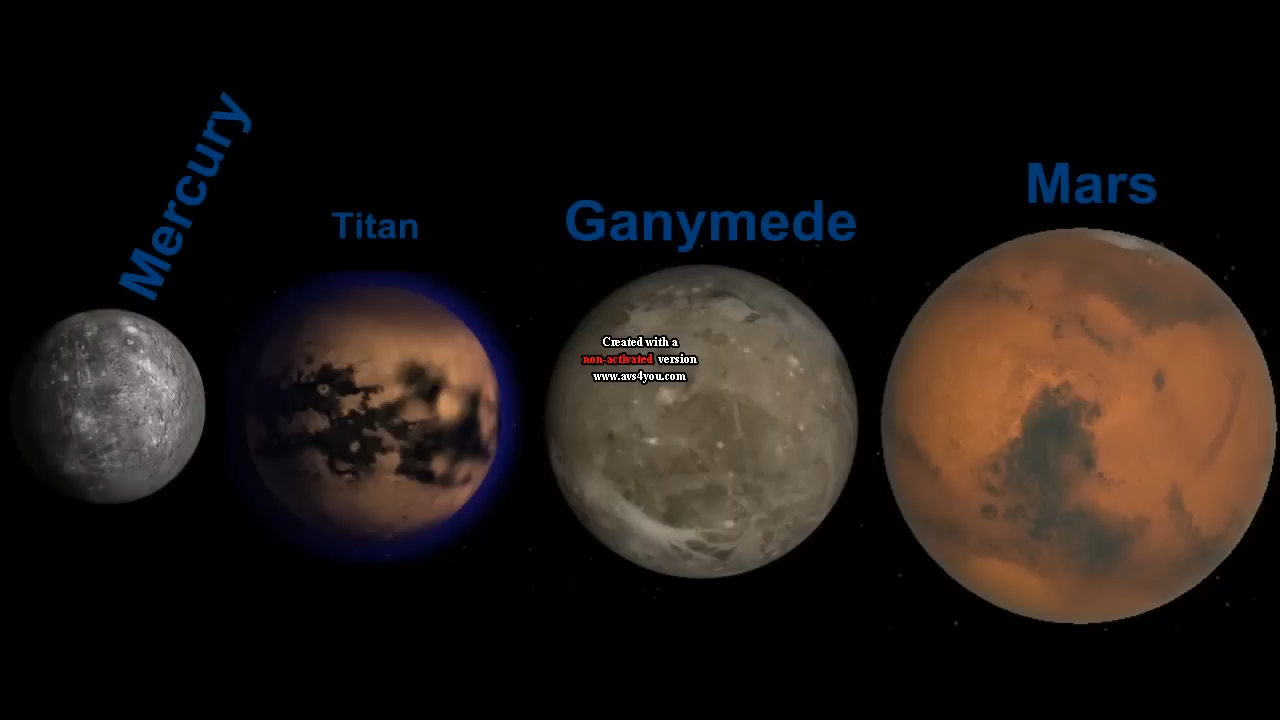 Mercury
Titan
Ganymede
Mars
Created with a
non-activated version
www.avs4you.com